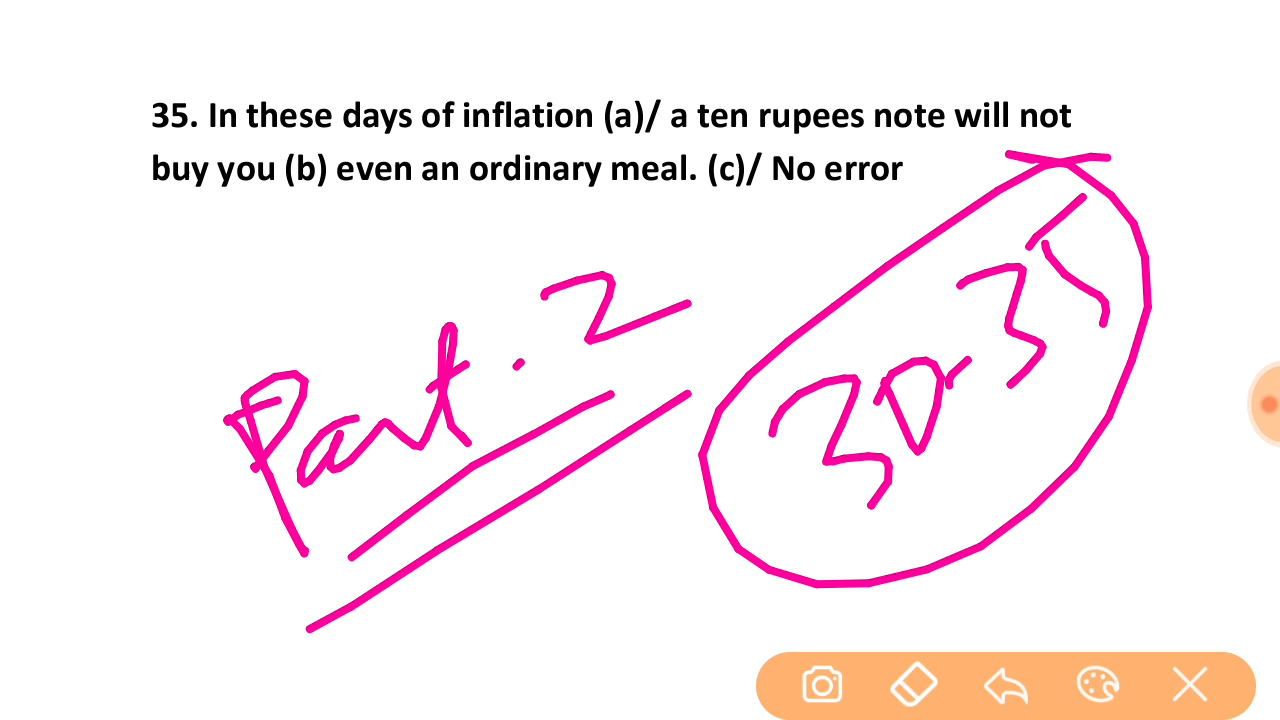 35. In these days of inflation (a)/ a ten rupees note will not
buy you (b) even an ordinary meal. (c)/ No error
Part. 2
30-35